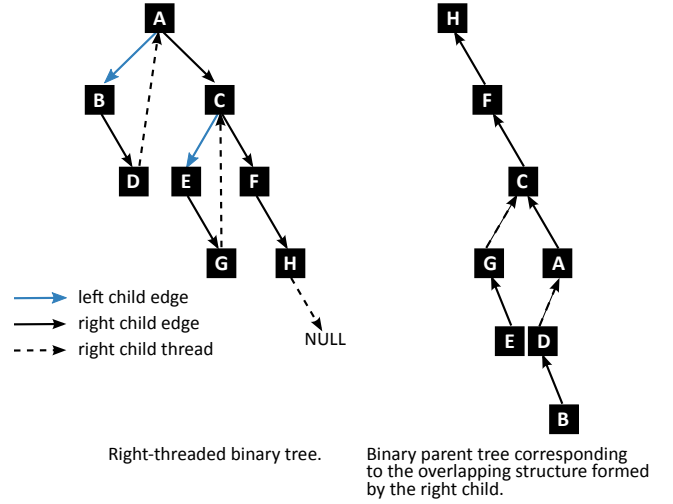 A
B
C
D
E
F
G
H
NULL
left child edge
right child edge
right child thread
Right-threaded binary tree.
H
F
C
G
A
E
D
B
Binary parent tree corresponding
to the overlapping structure formed
by the right child.